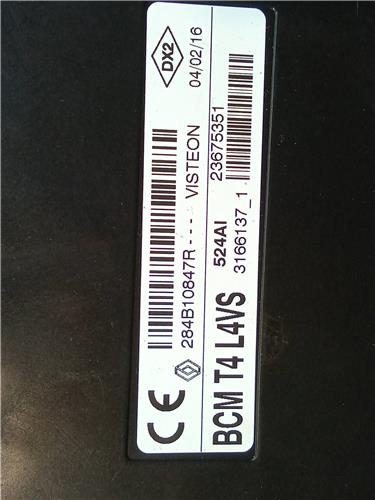 DX2
04/02/16
284B10847R---- VISTEON
CE
524AI
23675351
3166137_1
BCM T4 L4VS